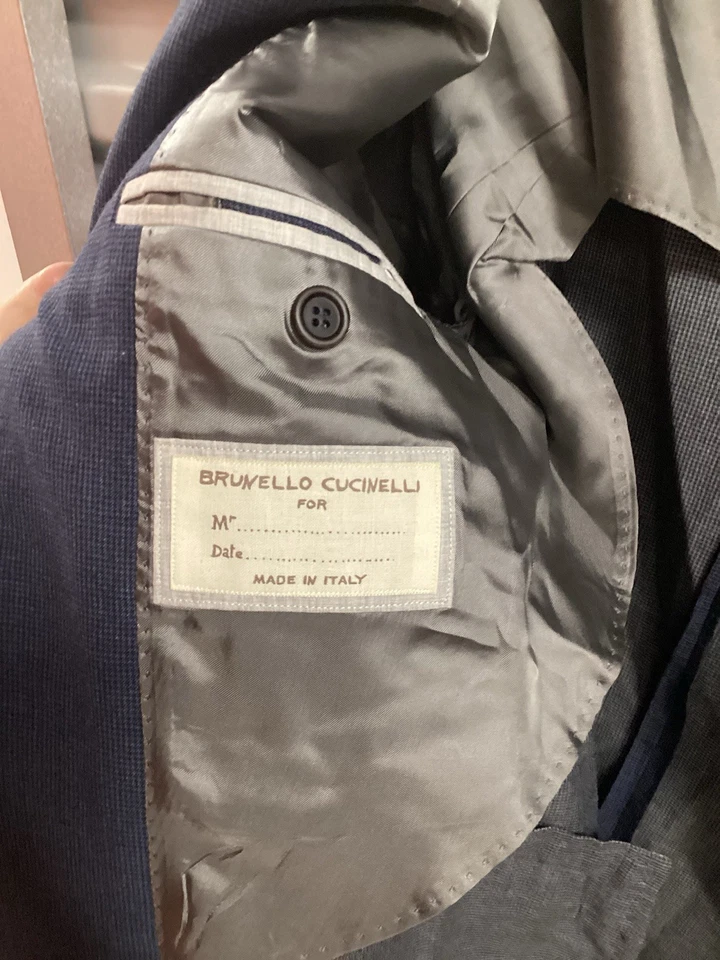 BRUNELLO CUCINELLI
FOR
Mr...............................
Date...........................
MADE IN ITALY